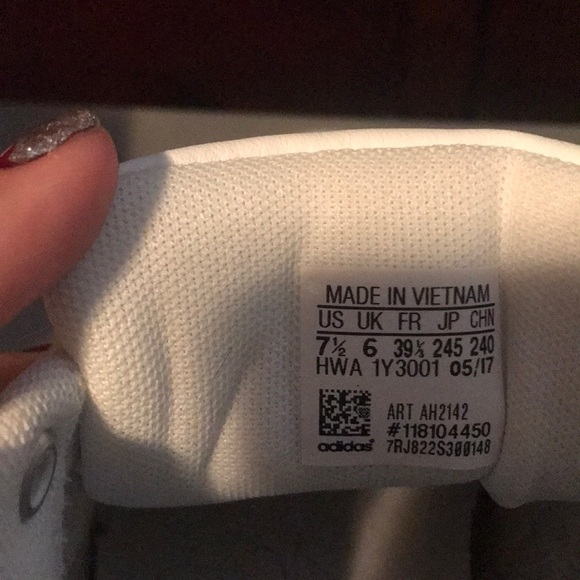 MADE IN VIETNAM
US UK FR JP CHN
7½ 6 39⅓ 245 240
HWA 1Y3001 05/17
ART AH2142
#118104450
adidas 7RJ822S300148